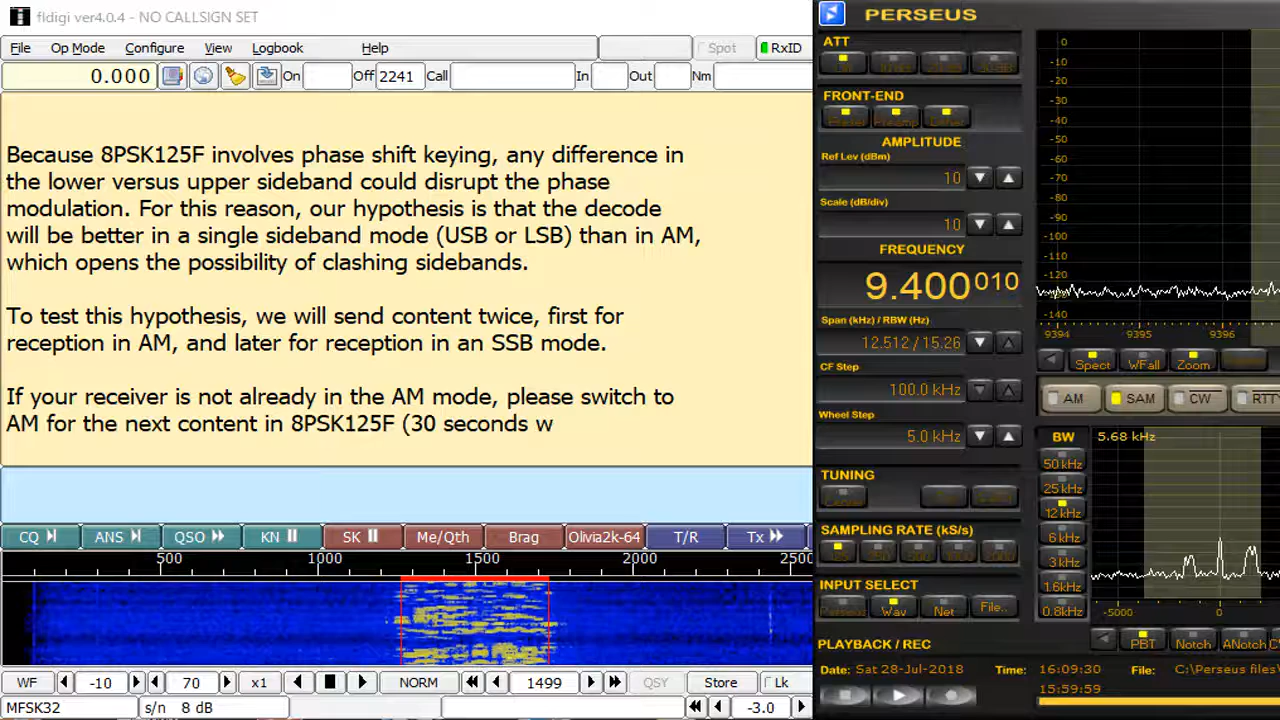 fldigi ver4.0.4 - NO CALLSIGN SET
File Op Mode Configure View Logbook Help Spot RxID
0.000 On Off 2241 Call In Out Nm
Because 8PSK125F involves phase shift keying, any difference in
the lower versus upper sideband could disrupt the phase
modulation. For this reason, our hypothesis is that the decode
will be better in a single sideband mode (USB or LSB) than in AM,
which opens the possibility of clashing sidebands.
To test this hypothesis, we will send content twice, first for
reception in AM, and later for reception in an SSB mode.
If your receiver is not already in the AM mode, please switch to
AM for the next content in 8PSK125F (30 seconds w
CQ ANS QSO KN SK Me/Qth Brag Olivia2k-64 T/R Tx
500 1000 1500 2000 2500
WF -10 70 x1 NORM 1499 QSY Store Lk
MFSK32 s/n 8 dB -3.0
PERSEUS
ATT
FRONT-END
Preamp
AMPLITUDE
Ref Lev (dBm)
10
Scale (dB/div)
10
FREQUENCY
9.400010
Span (kHz) / RBW (Hz)
12.512 / 15.26
CF Step
100.0 kHz
Wheel Step
5.0 kHz
TUNING
Center
SAMPLING RATE (kS/s)
INPUT SELECT
Perseus Wav Net File..
PLAYBACK / REC
Date: Sat 28-Jul-2018 Time: 16:09:30 File: C:\Perseus files\
15:59:59
0
-10
-20
-30
-40
-50
-60
-70
-80
-90
-100
-110
-120
-130
-140
9394 9395 9396
Spect WFall Zoom
AM SAM CW RTTY
BW 5.68 kHz
50 kHz
25 kHz
12 kHz
6 kHz
3 kHz
1.6kHz
0.8kHz
-5000 0
PBT Notch ANotch